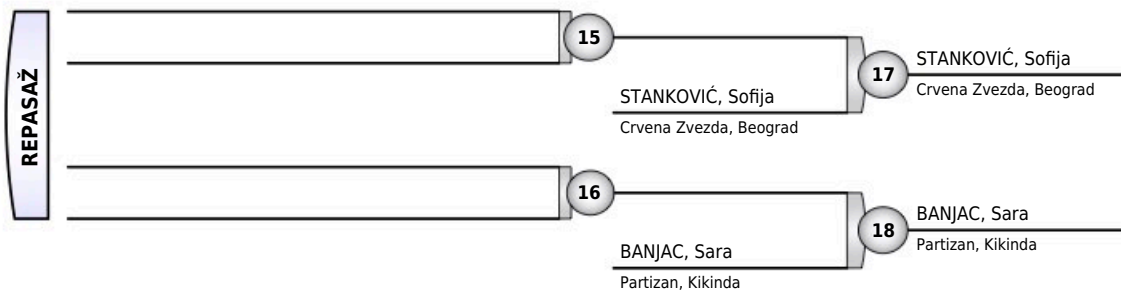 REPASAŽ
15
STANKOVIĆ, Sofija
Crvena Zvezda, Beograd
17
STANKOVIĆ, Sofija
Crvena Zvezda, Beograd
16
BANJAC, Sara
Partizan, Kikinda
18
BANJAC, Sara
Partizan, Kikinda